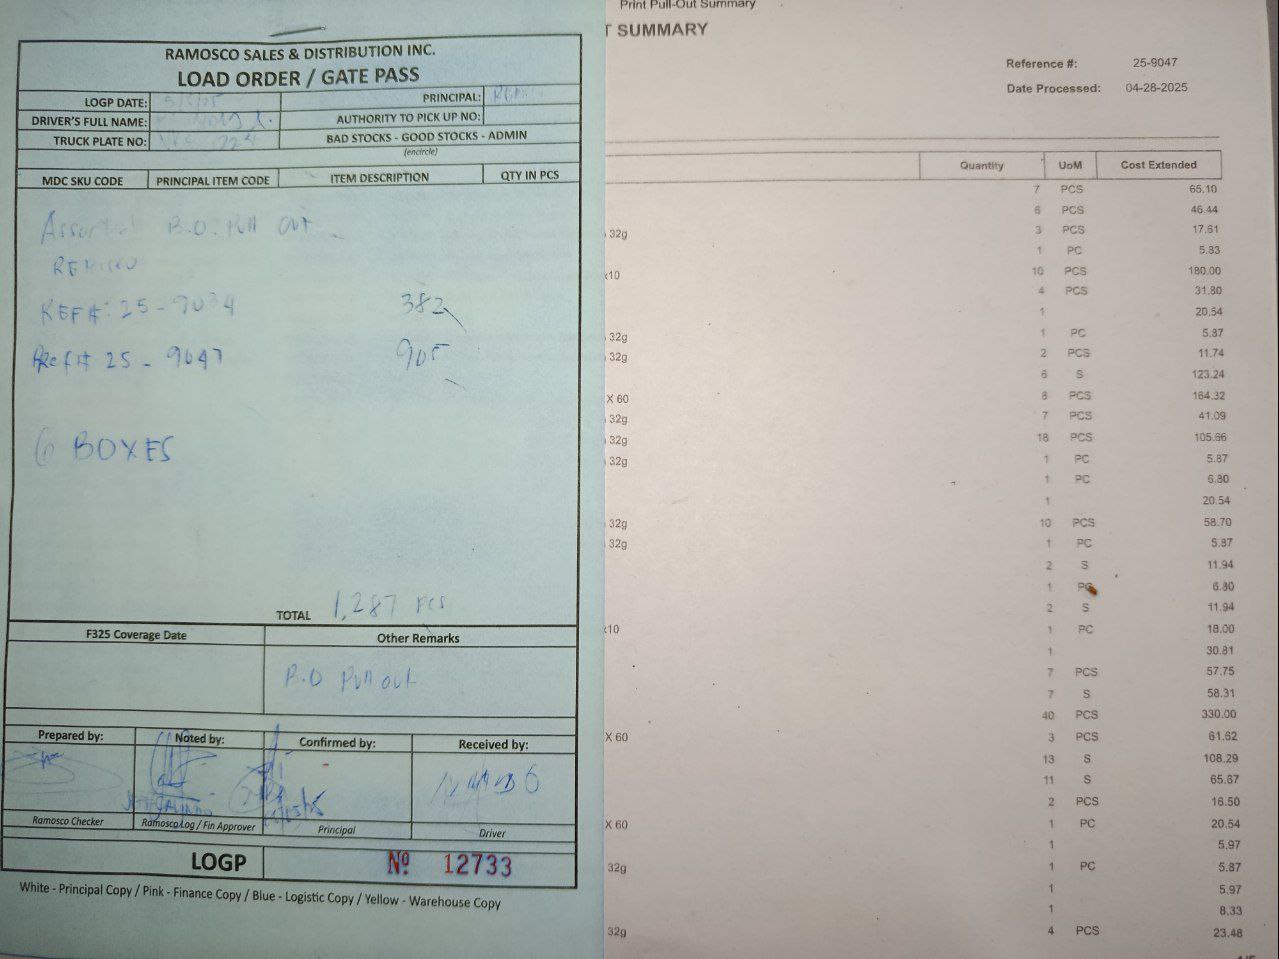 RAMOSCO SALES & DISTRIBUTION INC.
LOAD ORDER / GATE PASS
LOGP DATE: PRINCIPAL:
DRIVER'S FULL NAME: AUTHORITY TO PICK UP NO:
TRUCK PLATE NO: BAD STOCKS - GOOD STOCKS - ADMIN
(encircle)
MDC SKU CODE PRINCIPAL ITEM CODE ITEM DESCRIPTION QTY IN PCS
Assorted B.O. Pull out
REBISCO
REF#: 25-9034 382
Ref# 25-9047 905
6 BOXES
TOTAL 1,287 PCS
F325 Coverage Date Other Remarks
B.O Pull out
Prepared by: Noted by: Confirmed by: Received by:
Ramosco Checker Ramosco Log / Fin Approver Principal Driver
LOGP Nº 12733
White - Principal Copy / Pink - Finance Copy / Blue - Logistic Copy / Yellow - Warehouse Copy
Print Pull-Out Summary
T SUMMARY
Reference #: 25-9047
Date Processed: 04-28-2025
Quantity UoM Cost Extended
7 PCS 65.10
6 PCS 46.44
32g 3 PCS 17.61
1 PC 5.83
x10 10 PCS 180.00
4 PCS 31.80
1 20.54
32g 1 PC 5.87
32g 2 PCS 11.74
6 S 123.24
X 60 8 PCS 164.32
32g 7 PCS 41.09
32g 18 PCS 105.66
32g 1 PC 5.87
1 PC 6.80
1 20.54
32g 10 PCS 58.70
32g 1 PC 5.87
2 S 11.94
1 PC 6.80
2 S 11.94
x10 1 PC 18.00
1 30.81
7 PCS 57.75
7 S 58.31
40 PCS 330.00
X 60 3 PCS 61.62
13 S 108.29
11 S 65.67
2 PCS 16.50
X 60 1 PC 20.54
1 5.97
32g 1 PC 5.87
1 5.97
1 8.33
32g 4 PCS 23.48